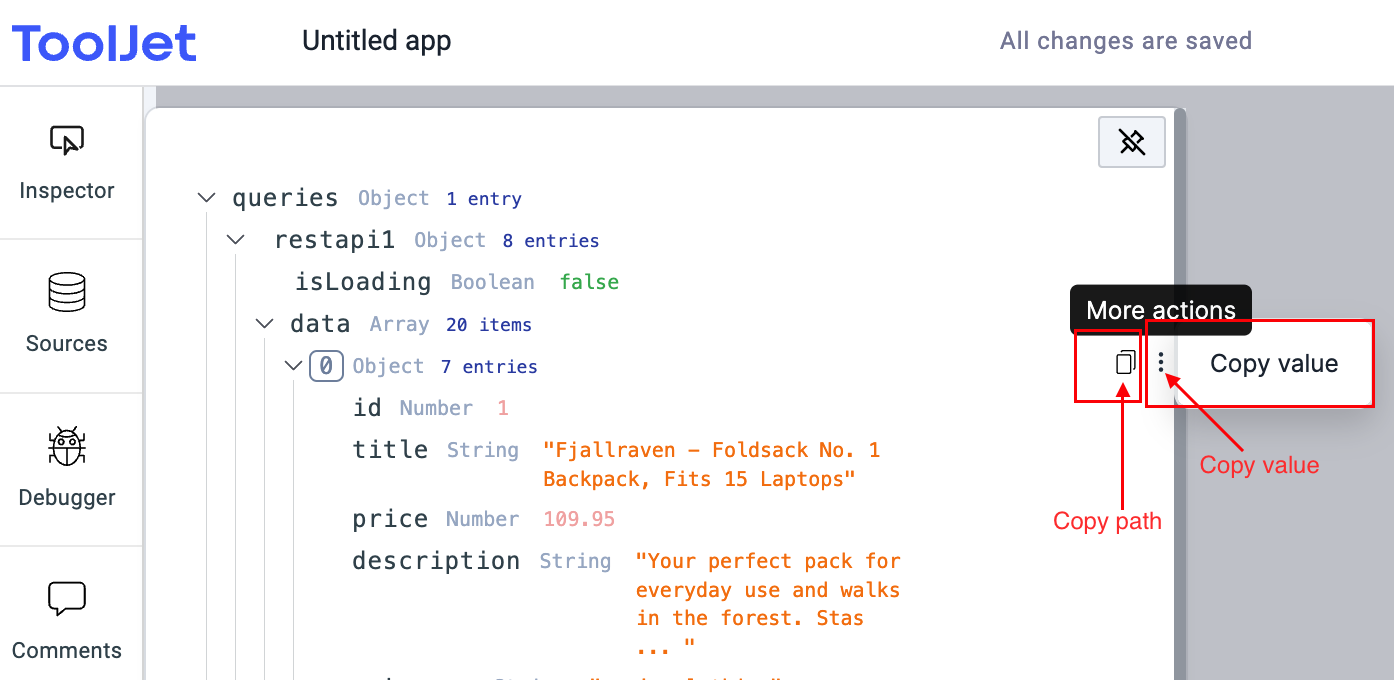 ToolJet Untitled app All changes are saved
Inspector
Sources
Debugger
Comments
queries Object 1 entry
restapi1 Object 8 entries
isLoading Boolean false
data Array 20 items
More actions
0 Object 7 entries
Copy value
id Number 1
title String "Fjallraven – Foldsack No. 1
Backpack, Fits 15 Laptops"
Copy value
price Number 109.95
Copy path
description String "Your perfect pack for
everyday use and walks
in the forest. Stas
... "